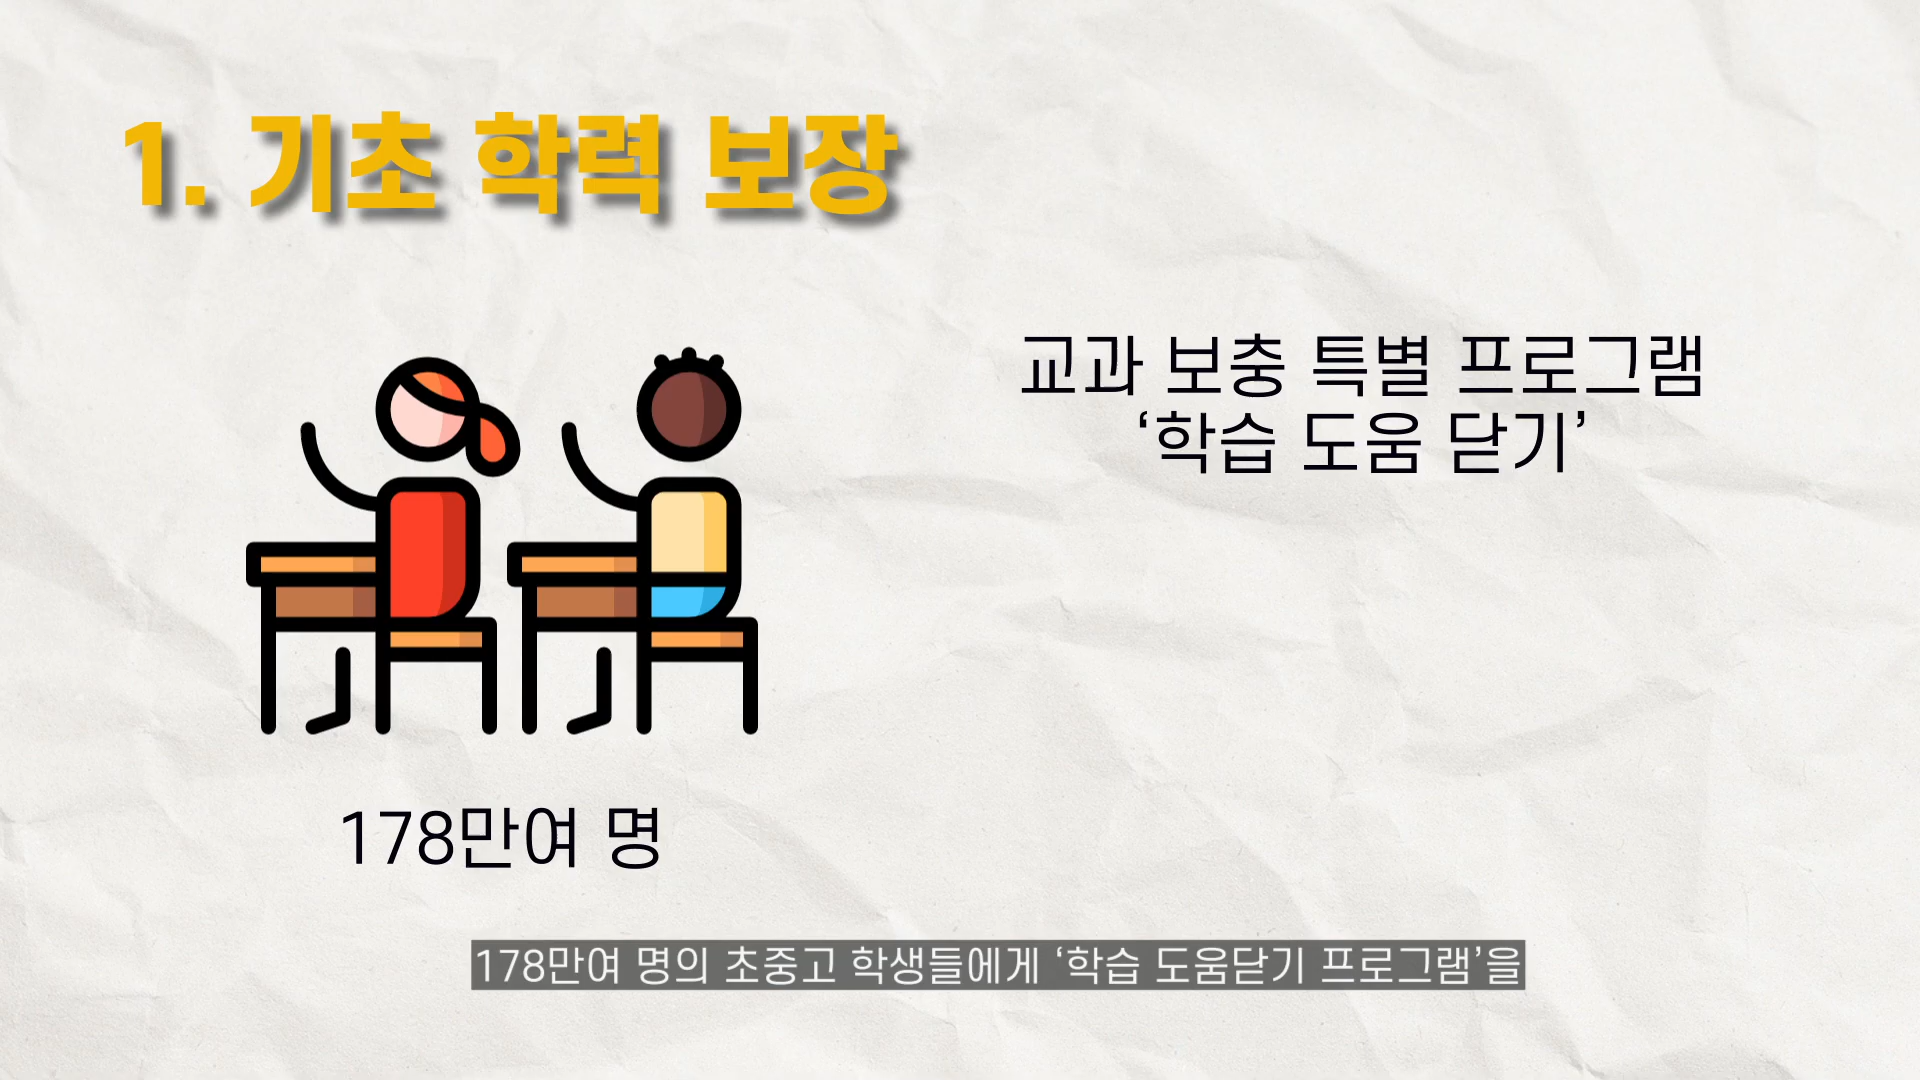 1. 기초 학력 보장
교과 보충 특별 프로그램
‘학습 도움 닫기’
178만여 명
178만여 명의 초중고 학생들에게 ‘학습 도움닫기 프로그램’을